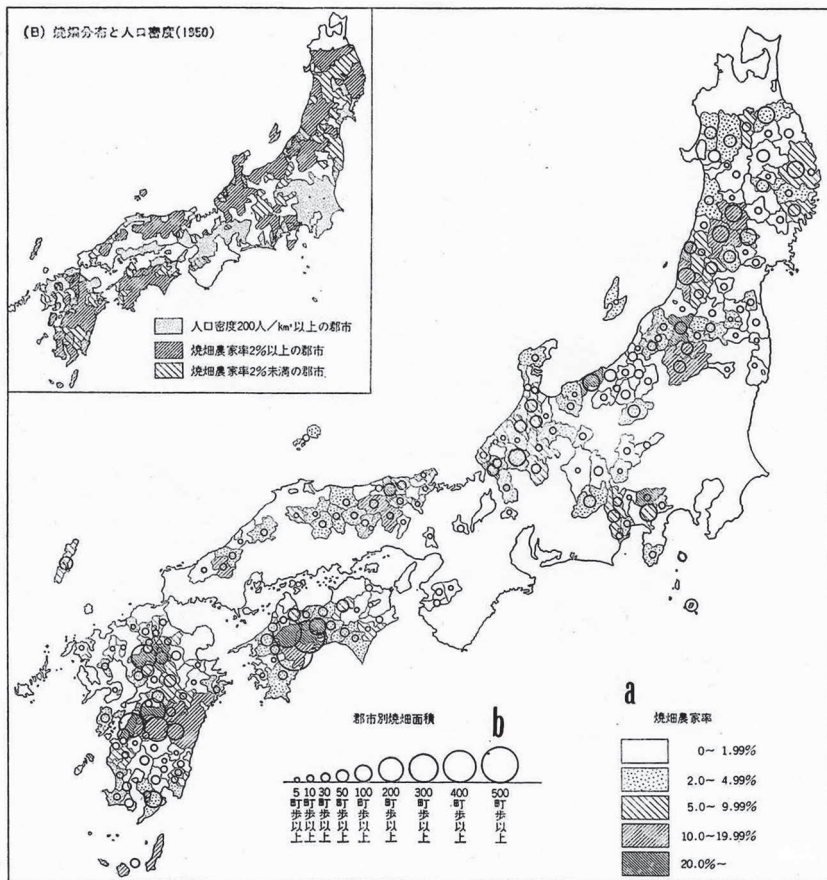 (B) 焼畑分布と人口密度(1950)
人口密度200人/km²以上の郡市
焼畑農家率2%以上の郡市
焼畑農家率2%未満の郡市
郡市別焼畑面積
b
5町歩以上
10町歩以上
30町歩以上
50町歩以上
100町歩以上
200町歩以上
300町歩以上
400町歩以上
500町歩以上
a
焼畑農家率
0~ 1.99%
2.0~ 4.99%
5.0~ 9.99%
10.0~19.99%
20.0%~